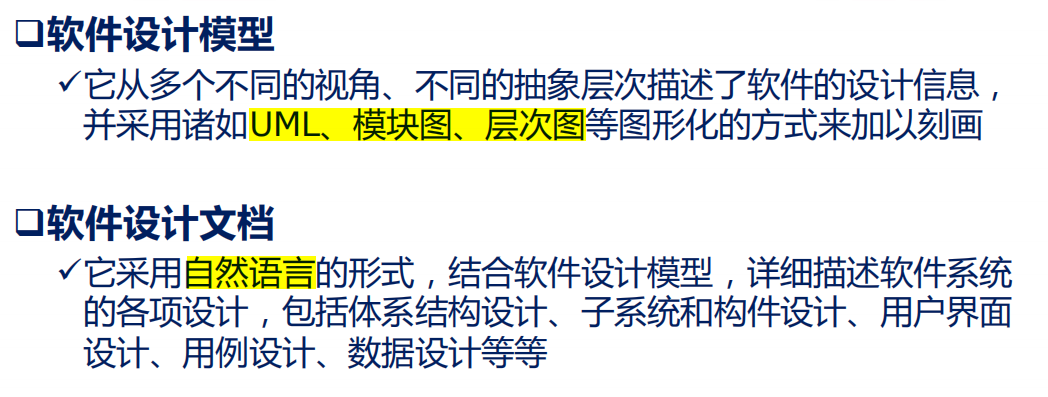 ❑软件设计模型
✓它从多个不同的视角、不同的抽象层次描述了软件的设计信息，
并采用诸如UML、模块图、层次图等图形化的方式来加以刻画
❑软件设计文档
✓它采用自然语言的形式，结合软件设计模型，详细描述软件系统
的各项设计，包括体系结构设计、子系统和构件设计、用户界面
设计、用例设计、数据设计等等